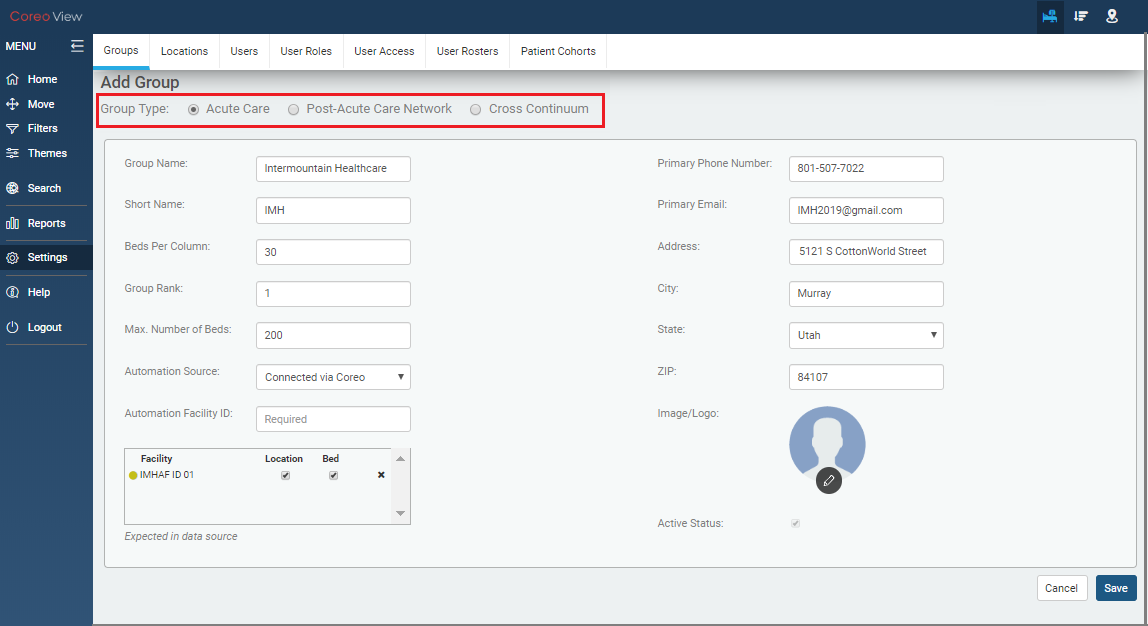 Coreo View
MENU
Home
Move
Filters
Themes
Search
Reports
Settings
Help
Logout
Groups Locations Users User Roles User Access User Rosters Patient Cohorts
Add Group
Group Type: Acute Care Post-Acute Care Network Cross Continuum
Group Name: Intermountain Healthcare
Short Name: IMH
Beds Per Column: 30
Group Rank: 1
Max. Number of Beds: 200
Automation Source: Connected via Coreo
Automation Facility ID: Required
Facility Location Bed
IMHAF ID 01
Expected in data source
Primary Phone Number: 801-507-7022
Primary Email: IMH2019@gmail.com
Address: 5121 S CottonWorld Street
City: Murray
State: Utah
ZIP: 84107
Image/Logo:
Active Status:
Cancel Save